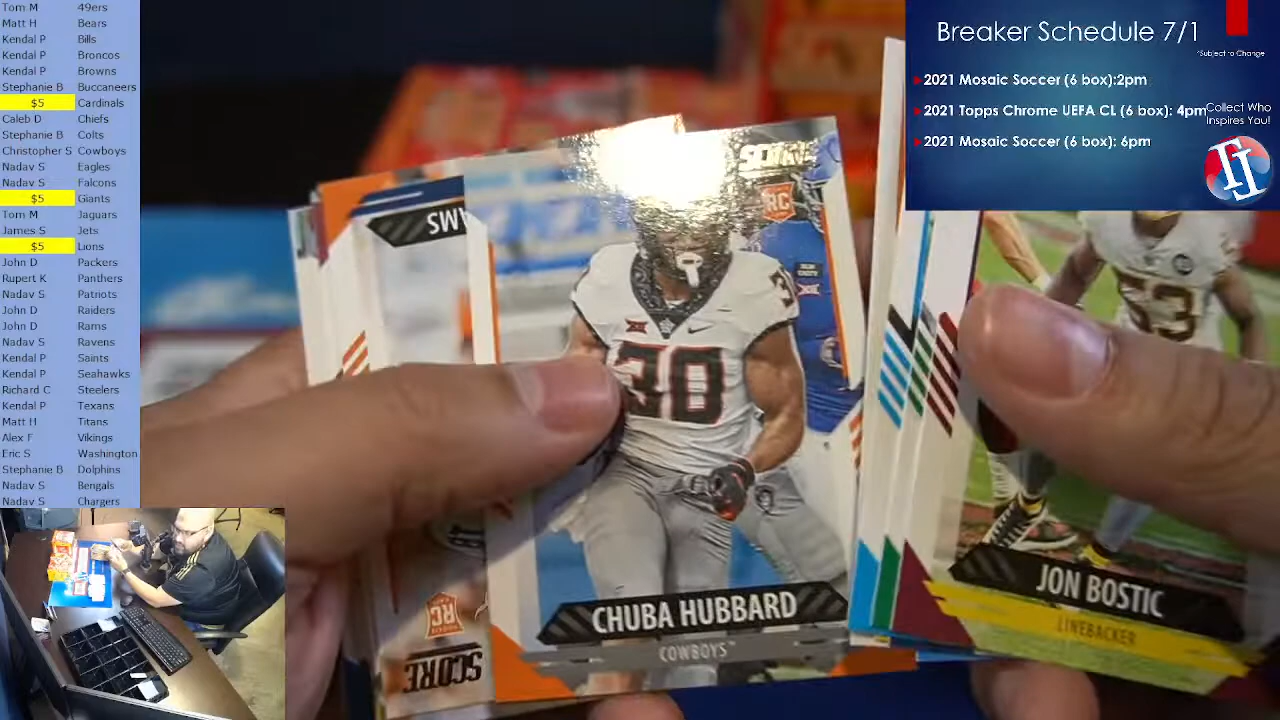 Tom M 49ers
Matt H Bears
Kendal P Bills
Kendal P Broncos
Kendal P Browns
Stephanie B Buccaneers
$5 Cardinals
Caleb D Chiefs
Stephanie B Colts
Christopher S Cowboys
Nadav S Eagles
Nadav S Falcons
$5 Giants
Tom M Jaguars
James S Jets
$5 Lions
John D Packers
Rupert K Panthers
Nadav S Patriots
John D Raiders
John D Rams
Nadav S Ravens
Kendal P Saints
Kendal P Seahawks
Richard C Steelers
Kendal P Texans
Matt H Titans
Alex F Vikings
Eric S Washington
Stephanie B Dolphins
Nadav S Bengals
Nadav S Chargers
Breaker Schedule 7/1
*Subject to Change
2021 Mosaic Soccer (6 box):2pm
2021 Topps Chrome UEFA CL (6 box): 4pm
2021 Mosaic Soccer (6 box): 6pm
Collect Who
Inspires You!
SCORE
RC
30
30
CHUBA HUBBARD
COWBOYS
53
JON BOSTIC
LINEBACKER
RC
SCORE